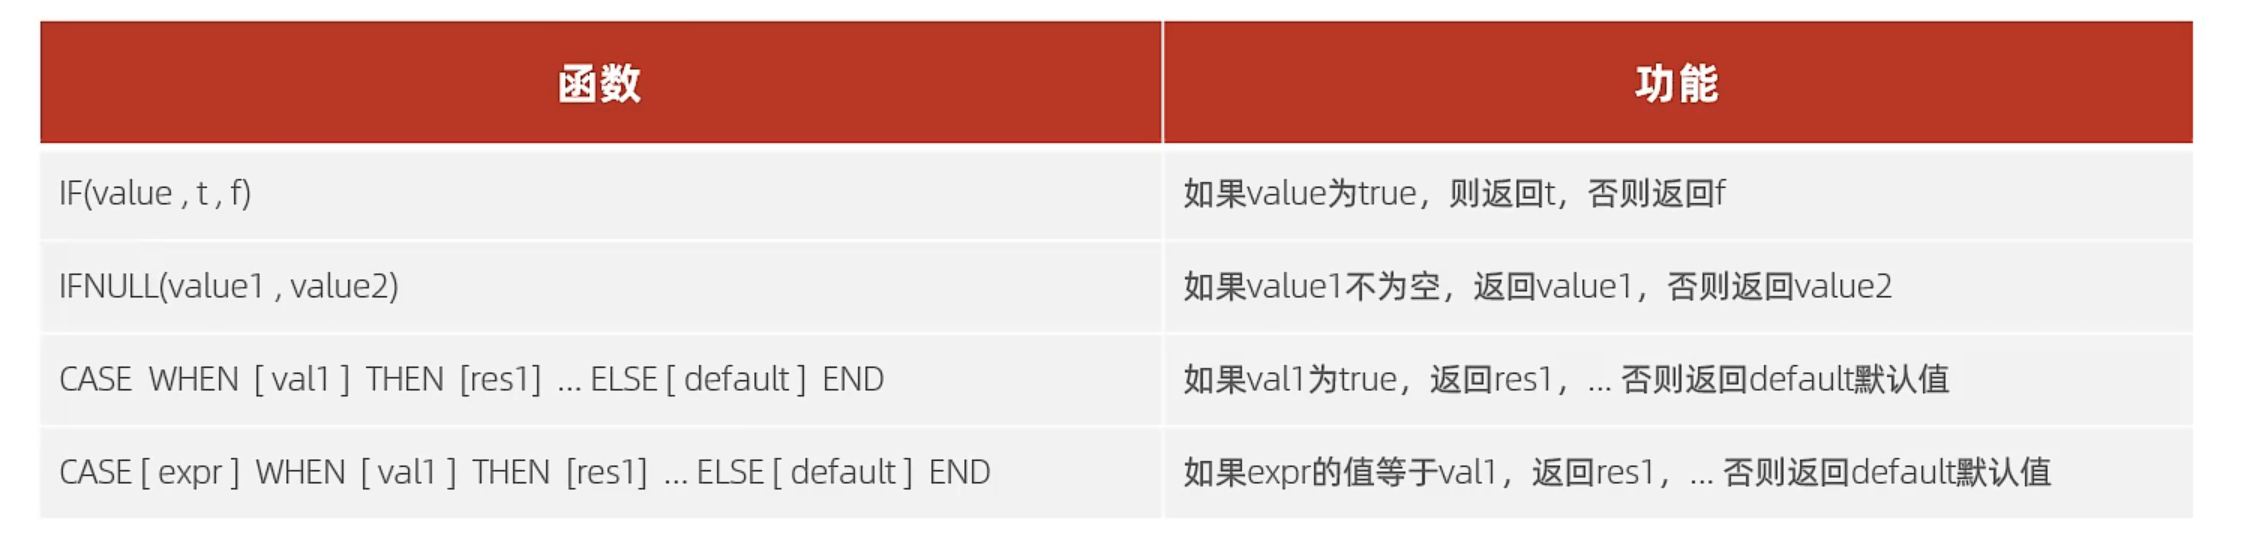 函数
功能
IF(value , t , f)
如果value为true，则返回t，否则返回f
IFNULL(value1 , value2)
如果value1不为空，返回value1，否则返回value2
CASE WHEN [ val1 ] THEN [res1] ... ELSE [ default ] END
如果val1为true，返回res1，... 否则返回default默认值
CASE [ expr ] WHEN [ val1 ] THEN [res1] ... ELSE [ default ] END
如果expr的值等于val1，返回res1，... 否则返回default默认值